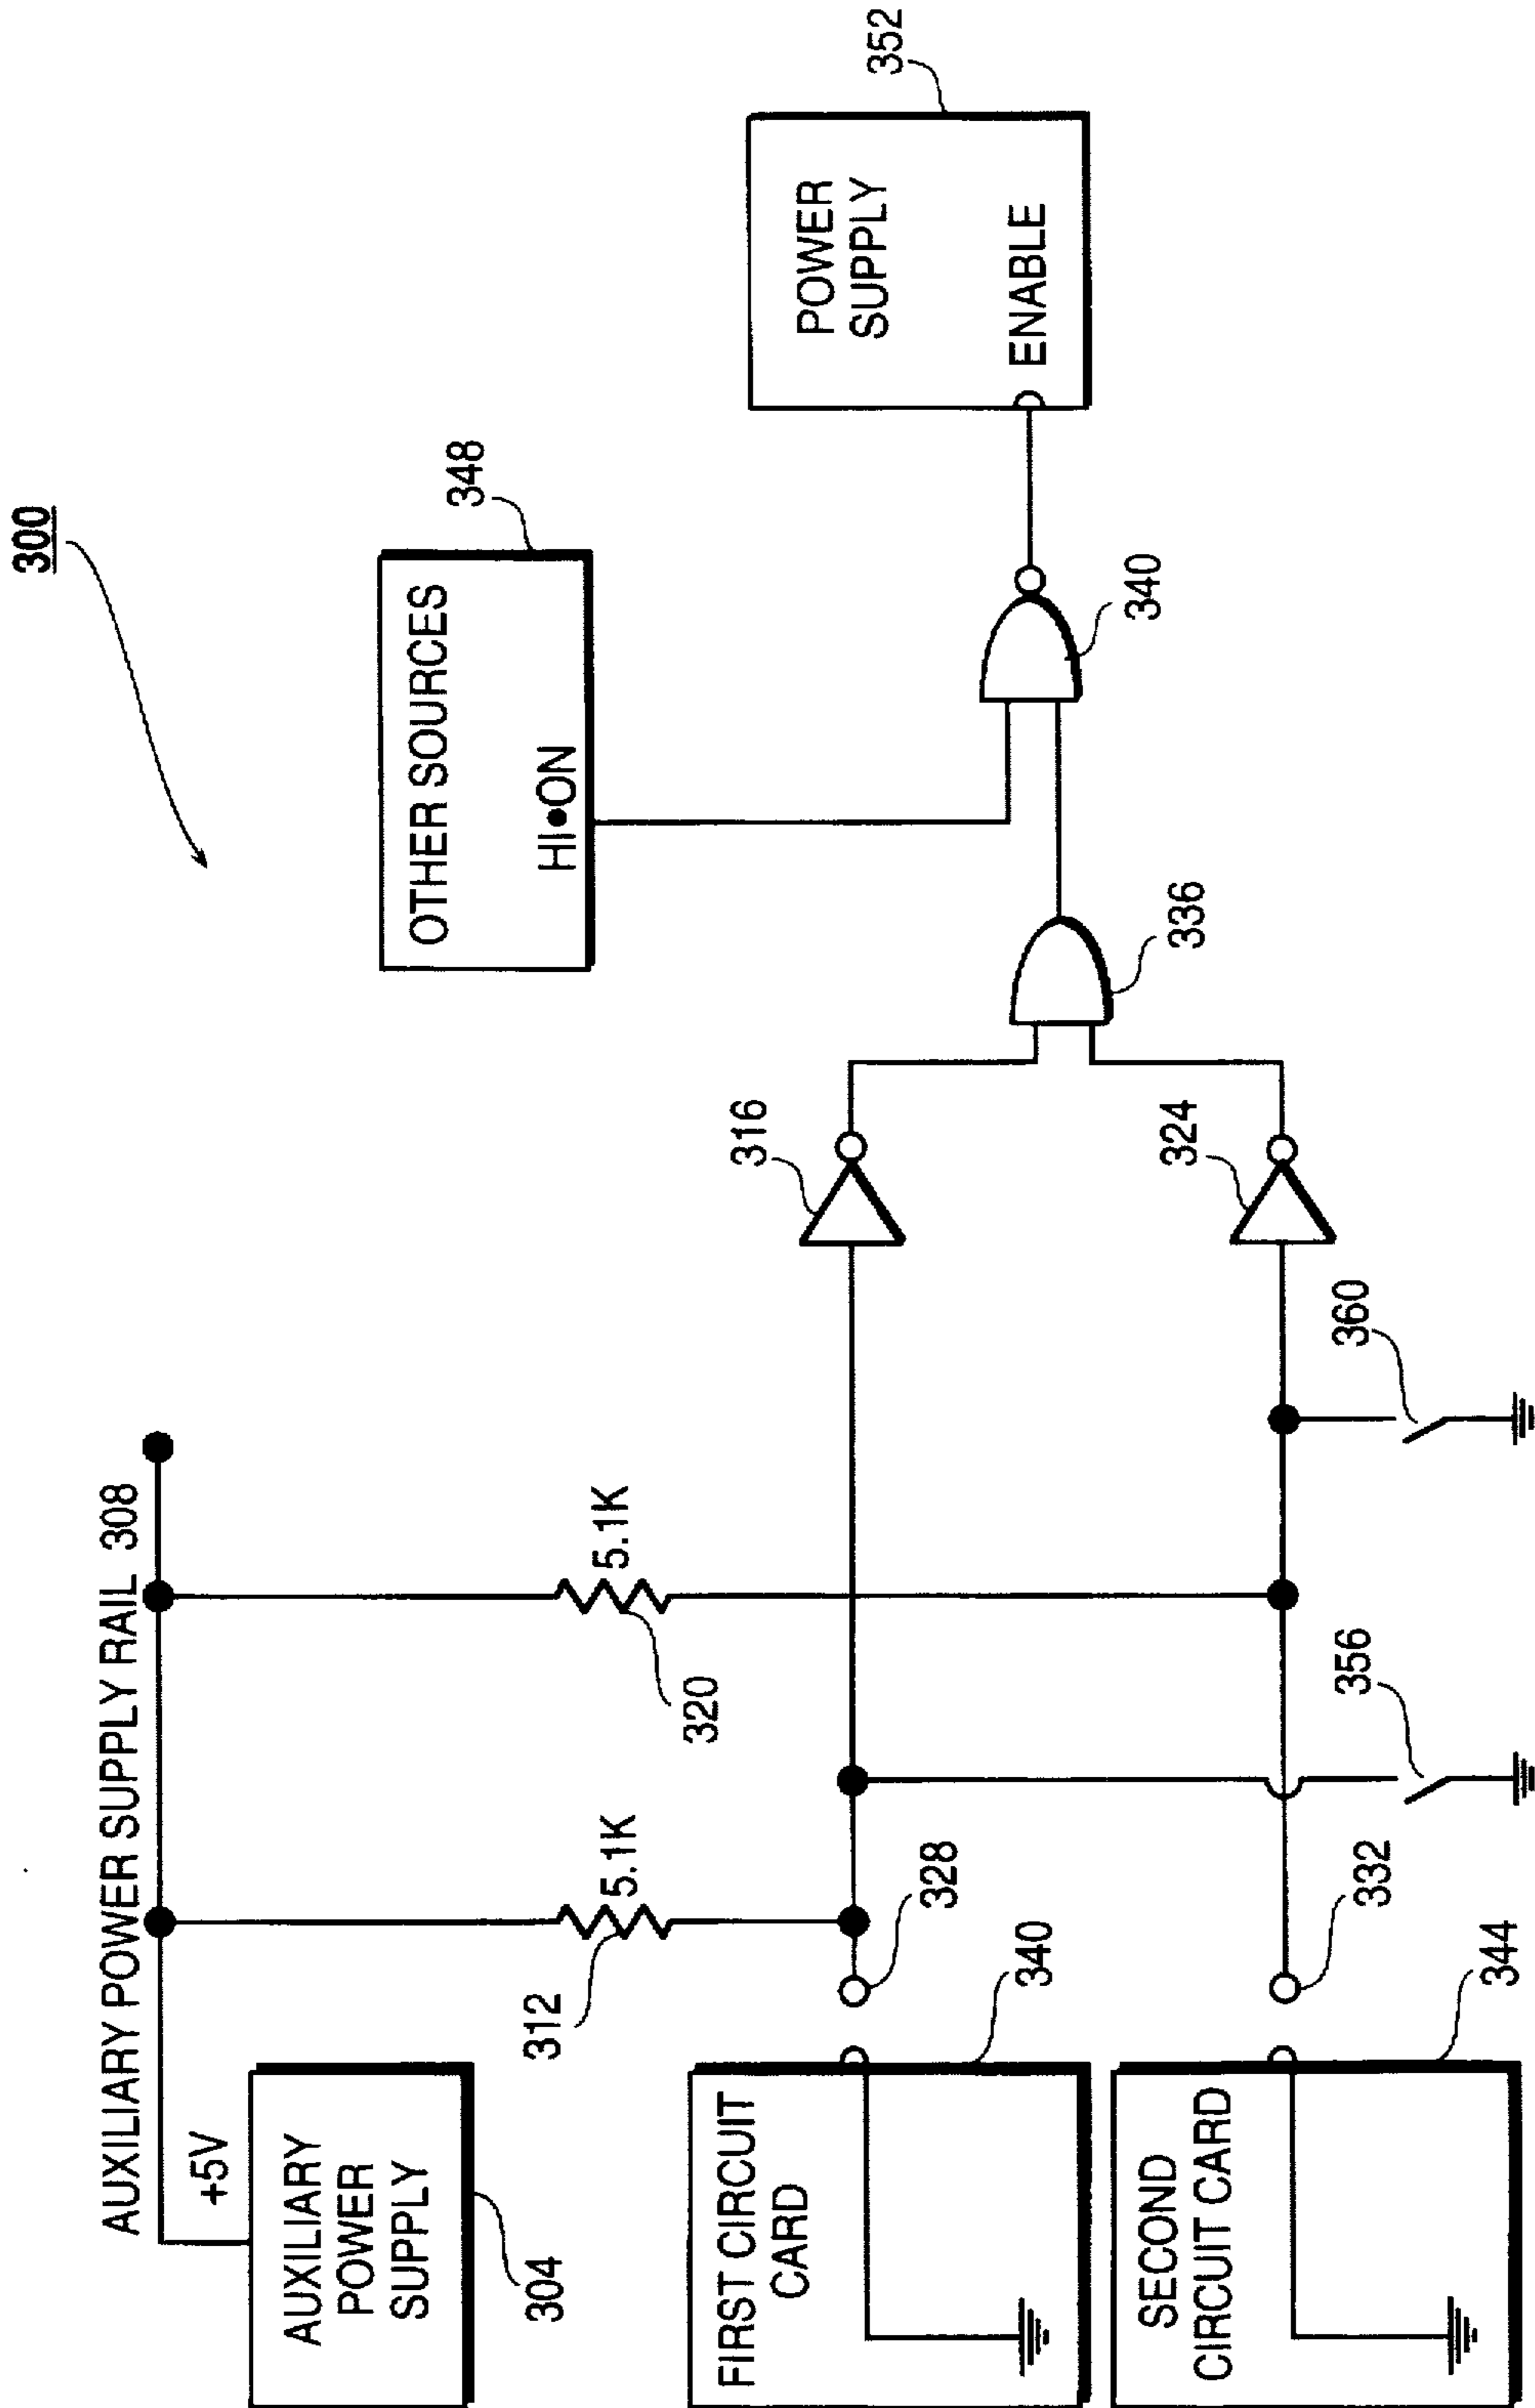 300
AUXILIARY POWER SUPPLY RAIL 308
+5V
AUXILIARY
POWER
SUPPLY
304
312
5.1K
320
5.1K
OTHER SOURCES
HI•ON
348
POWER
SUPPLY
ENABLE
352
FIRST CIRCUIT
CARD
340
328
316
336
340
SECOND
CIRCUIT CARD
344
332
356
360
324